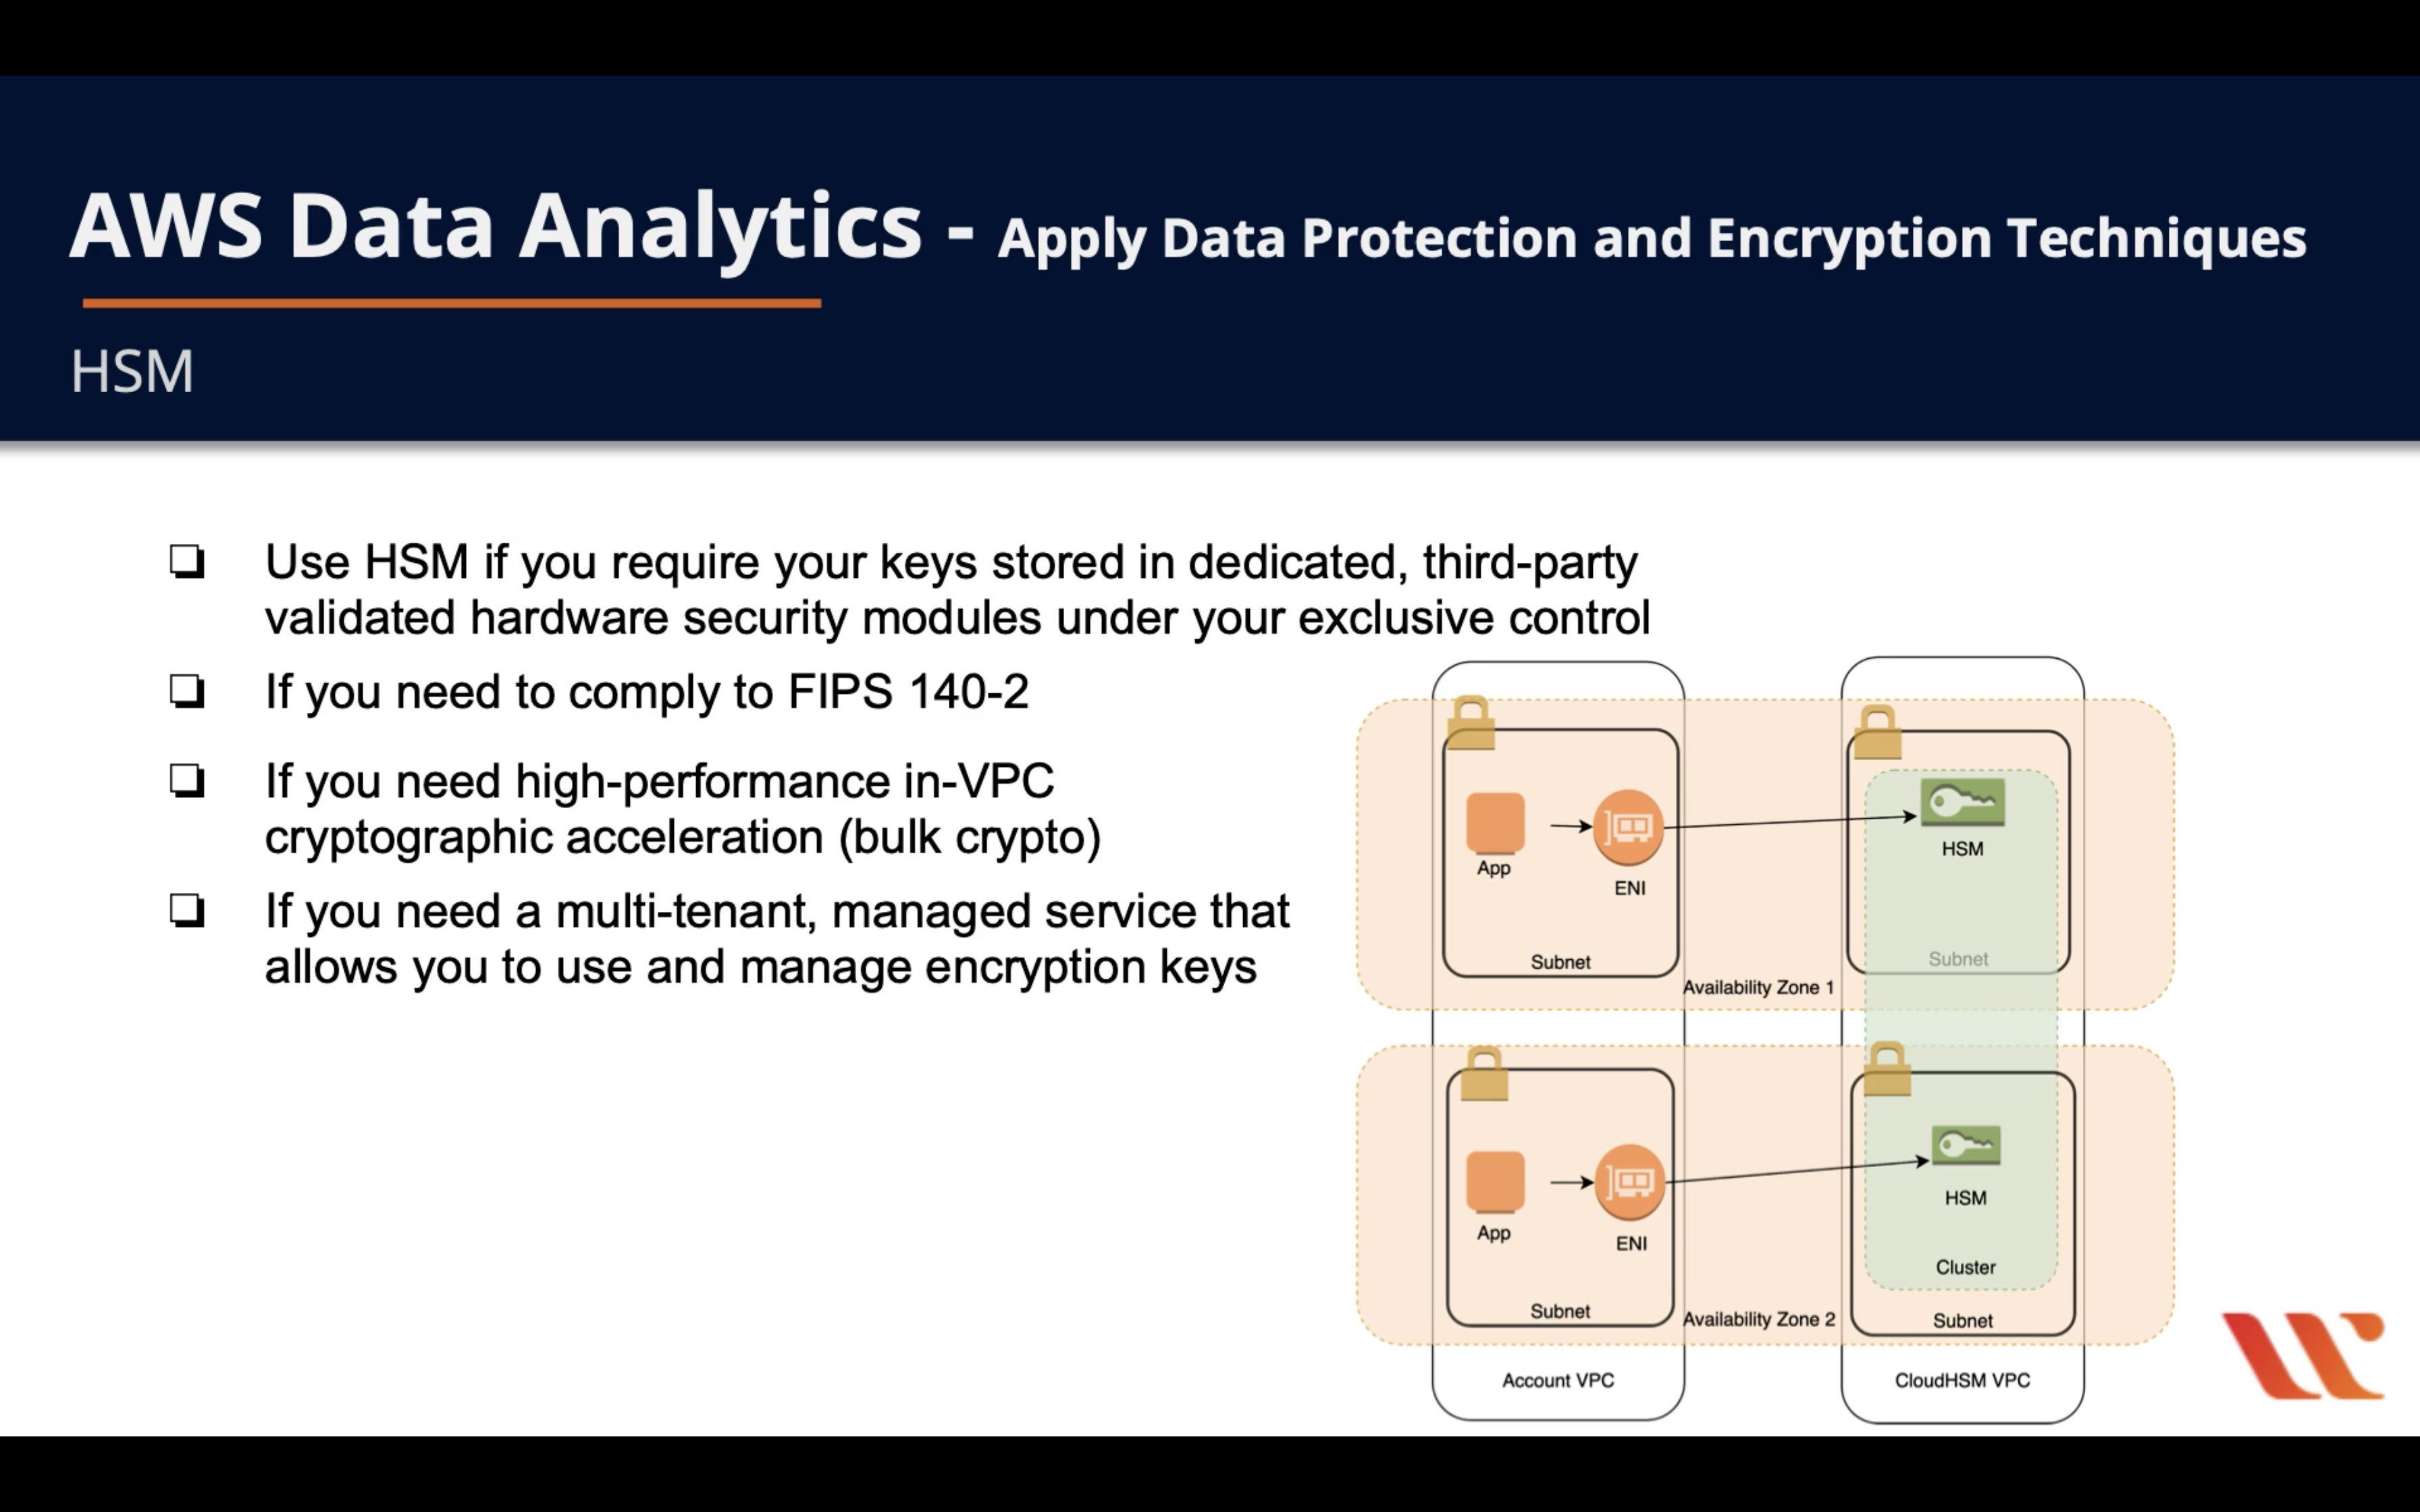 AWS Data Analytics - Apply Data Protection and Encryption Techniques
HSM
❏ Use HSM if you require your keys stored in dedicated, third-party
validated hardware security modules under your exclusive control
❏ If you need to comply to FIPS 140-2
❏ If you need high-performance in-VPC
cryptographic acceleration (bulk crypto)
❏ If you need a multi-tenant, managed service that
allows you to use and manage encryption keys
App
ENI
Subnet
Availability Zone 1
HSM
Subnet
App
ENI
Subnet
Availability Zone 2
HSM
Cluster
Subnet
Account VPC
CloudHSM VPC